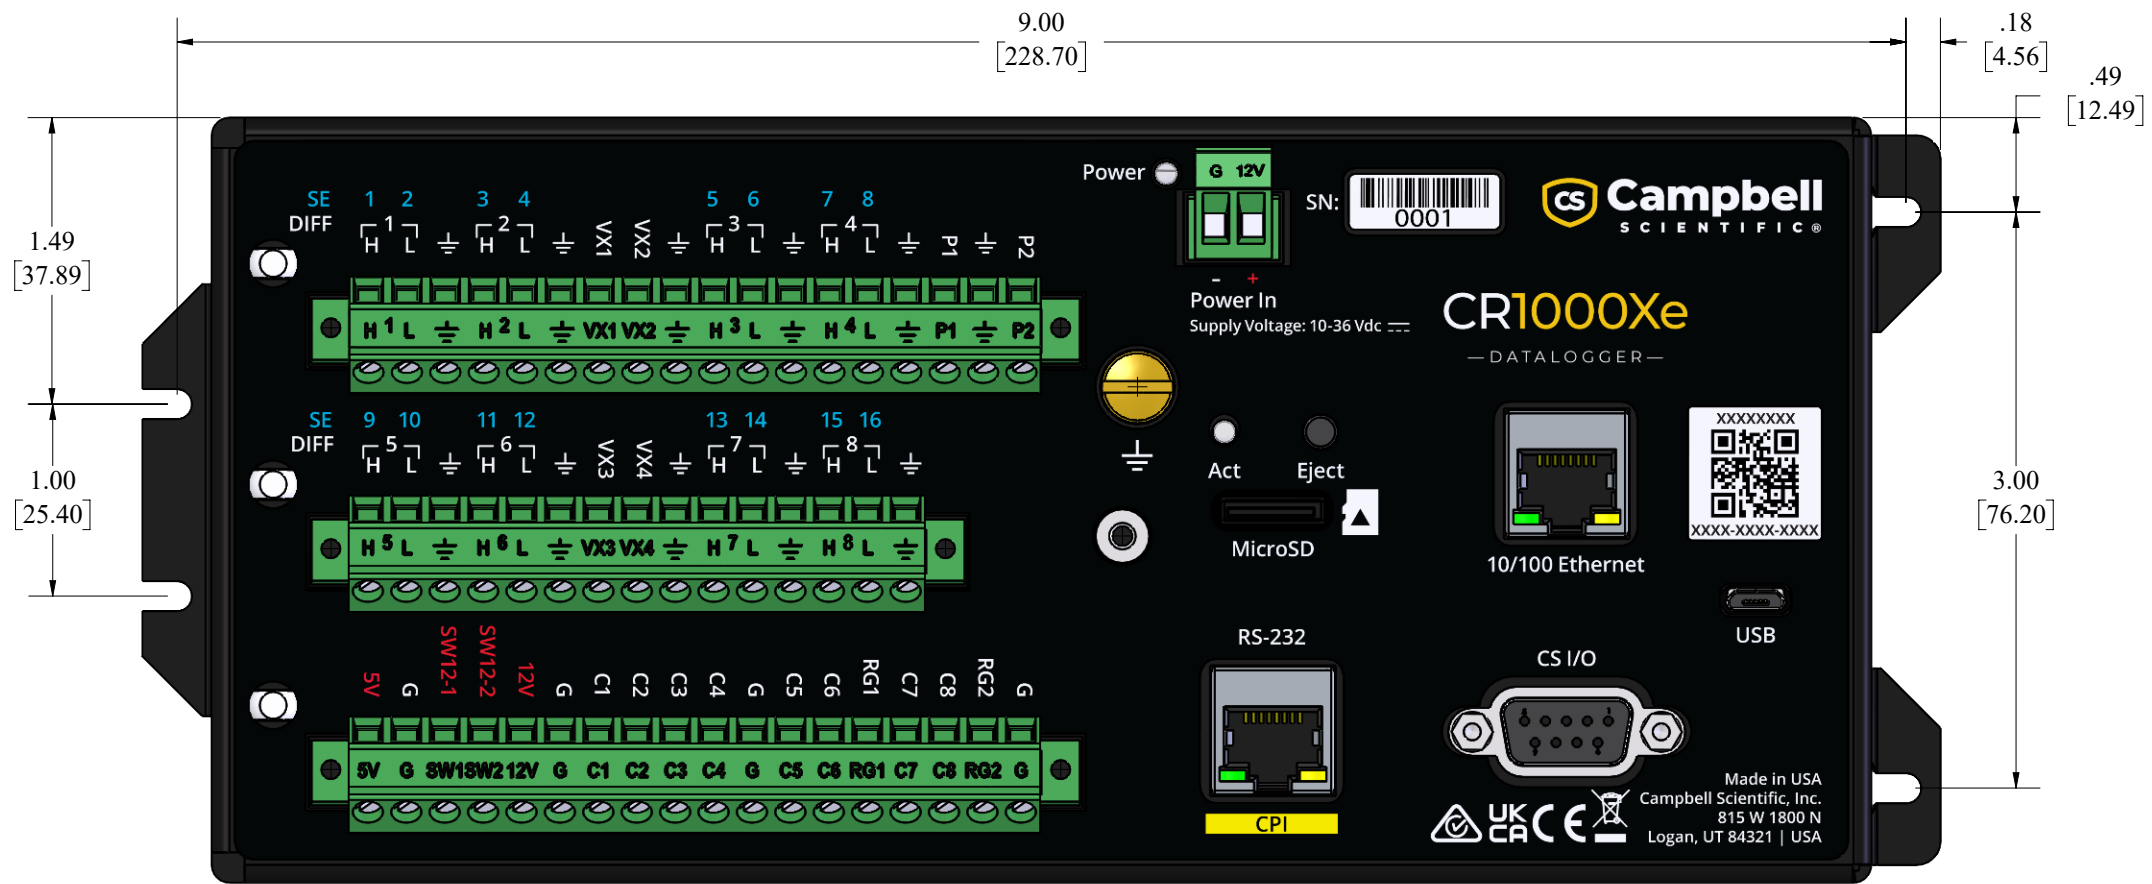 9.00
[228.70]
.18
[4.56]
.49
[12.49]
1.49
[37.89]
1.00
[25.40]
3.00
[76.20]
SE 1 2 3 4 5 6 7 8
DIFF 1 2 3 4
H L H L VX1 VX2 H L H L P1 P2
H 1 L H 2 L VX1 VX2 H 3 L H 4 L P1 P2
SE 9 10 11 12 13 14 15 16
DIFF 5 6 7 8
H L H L VX3 VX4 H L H L
H 5 L H 6 L VX3 VX4 H 7 L H 8 L
5V G SW12-1 SW12-2 12V G C1 C2 C3 C4 G C5 C6 RG1 C7 C8 RG2 G
5V G SW1 SW2 12V G C1 C2 C3 C4 G C5 C6 RG1 C7 C8 RG2 G
Power
G 12V
- +
Power In
Supply Voltage: 10-36 Vdc
SN:
0001
CS Campbell
SCIENTIFIC®
CR1000Xe
—DATALOGGER—
Act
Eject
MicroSD
10/100 Ethernet
XXXXXXXX
XXXX-XXXX-XXXX
USB
RS-232
CPI
CS I/O
UK
CA
CE
Made in USA
Campbell Scientific, Inc.
815 W 1800 N
Logan, UT 84321 | USA